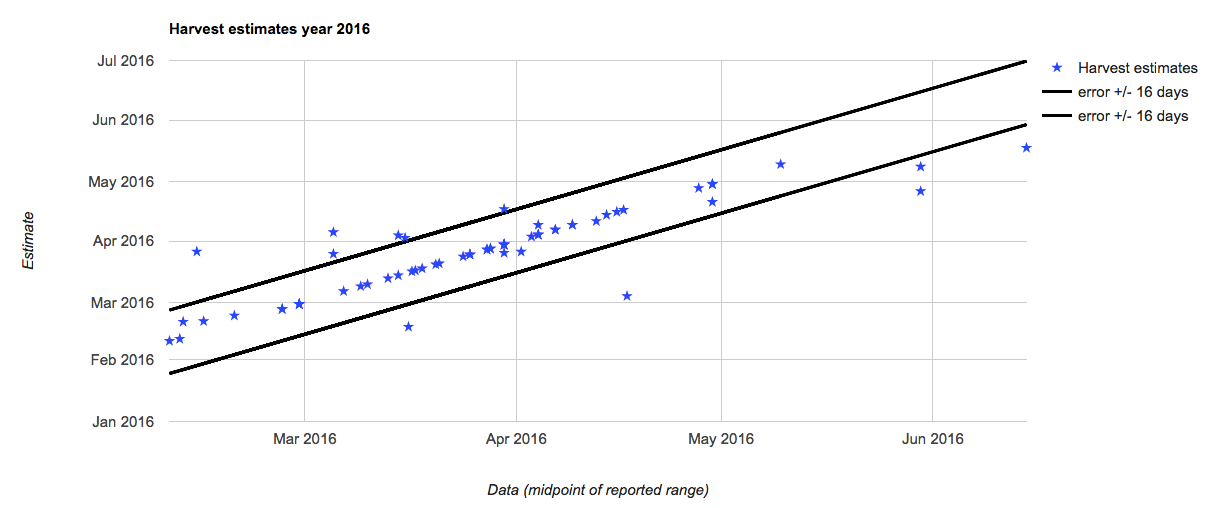 Harvest estimates year 2016
Jul 2016
Jun 2016
May 2016
Apr 2016
Mar 2016
Feb 2016
Jan 2016
Estimate
Mar 2016
Apr 2016
May 2016
Jun 2016
Data (midpoint of reported range)
Harvest estimates
error +/- 16 days
error +/- 16 days